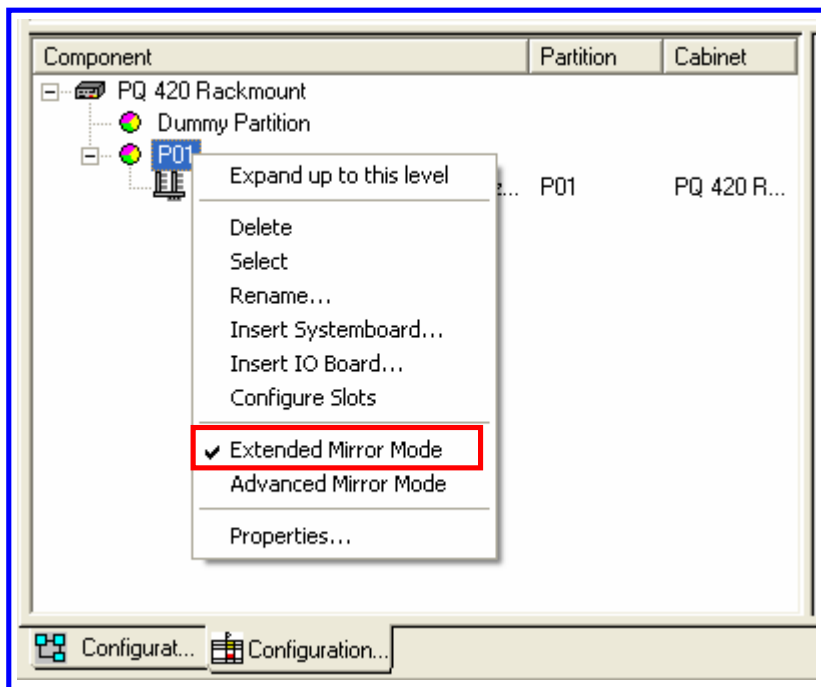 Component Partition Cabinet
PQ 420 Rackmount
Dummy Partition
P01
Expand up to this level
... P01 PQ 420 R...
Delete
Select
Rename...
Insert Systemboard...
Insert IO Board...
Configure Slots
Extended Mirror Mode
Advanced Mirror Mode
Properties...
Configurat... Configuration...